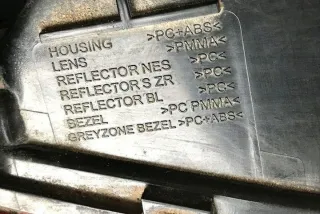 HOUSING >PC+ABS<
LENS >PMMA<
REFLECTOR NES >PC<
REFLECTOR'S ZR >PC<
REFLECTOR BL >PC<
BEZEL >PC PMMA<
GREYZONE BEZEL >PC+ABS<